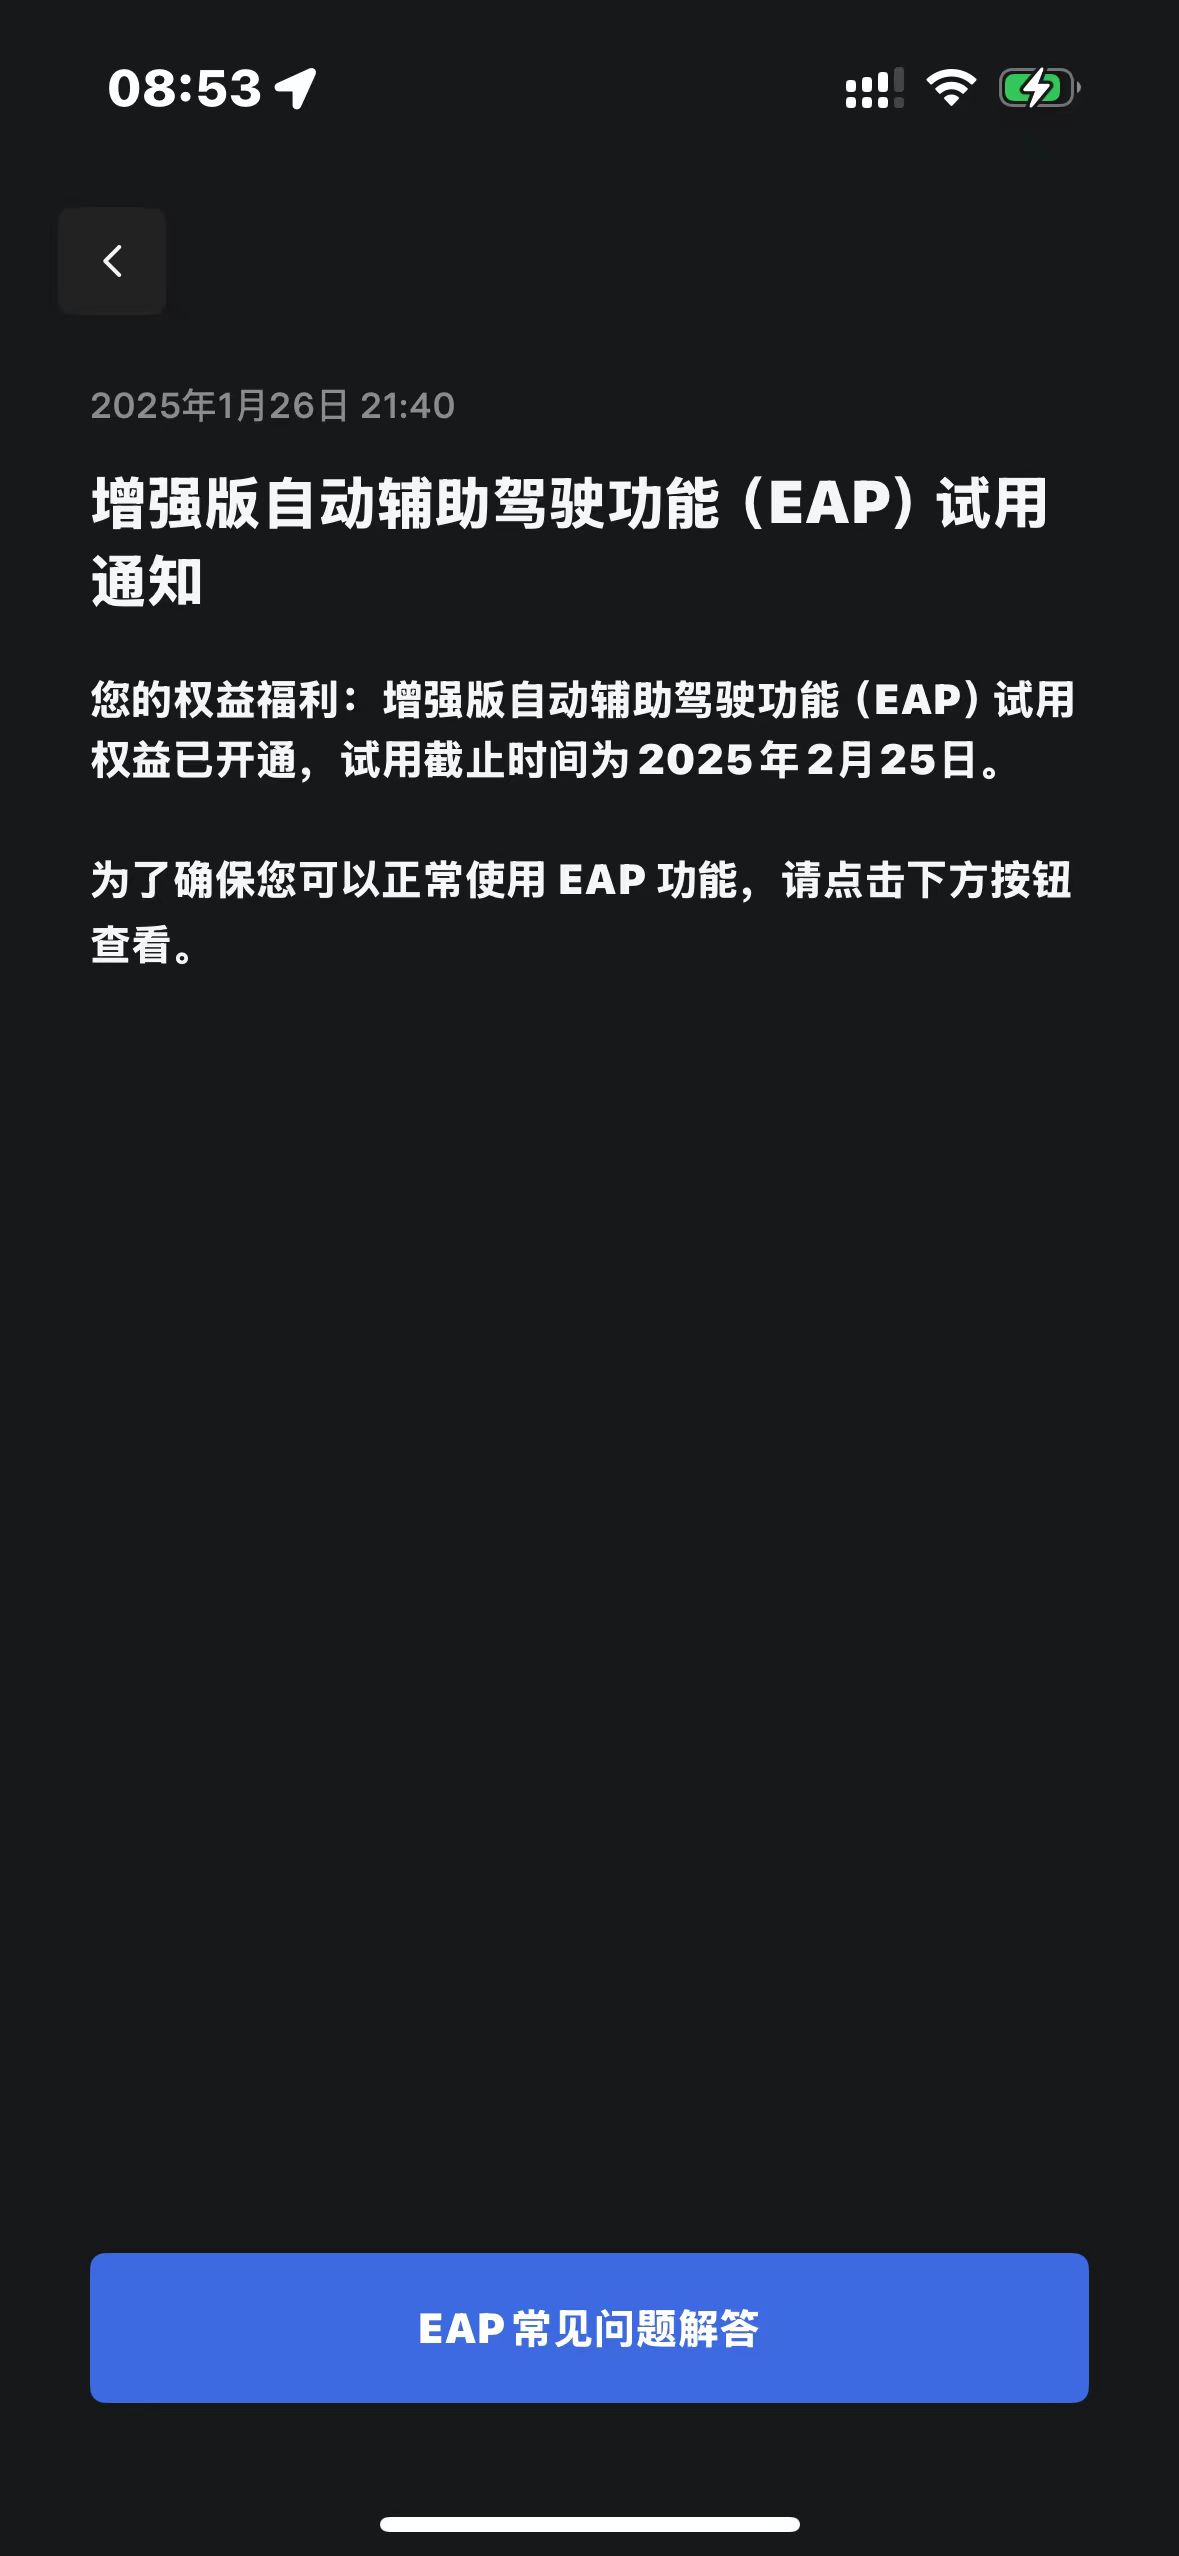 08:53
2025年1月26日 21:40
增强版自动辅助驾驶功能（EAP）试用
通知
您的权益福利：增强版自动辅助驾驶功能（EAP）试用
权益已开通，试用截止时间为2025年2月25日。
为了确保您可以正常使用 EAP 功能，请点击下方按钮
查看。
EAP常见问题解答